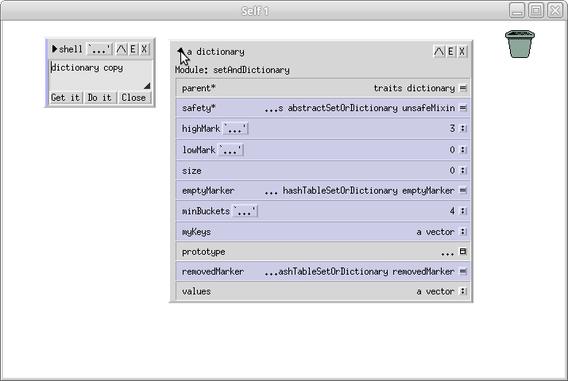 Self 1
shell `...' E X
dictionary copy
Get it Do it Close
a dictionary E X
Module: setAndDictionary
parent* traits dictionary
safety* ...s abstractSetOrDictionary unsafeMixin
highMark `...' 3
lowMark `...' 0
size 0
emptyMarker ... hashTableSetOrDictionary emptyMarker
minBuckets `...' 4
myKeys a vector
prototype ...
removedMarker ...ashTableSetOrDictionary removedMarker
values a vector